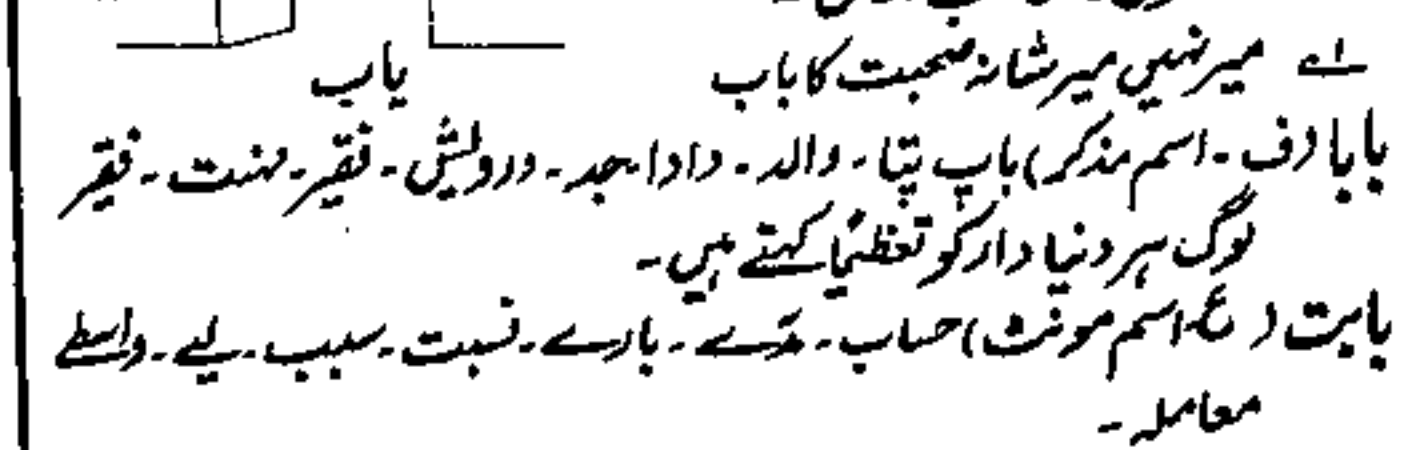 اے میر نہیں میر شانہ صحبت کا باب
باب
بابا (ف۔ اسم مذکر) باپ پتا۔ والد۔ دادا۔ جد۔ درویش۔ فقیر۔ مہنت۔ فقیر
لوگ ہر دنیا دار کو تعظیماً کہتے ہیں۔
بابت (ع۔ اسم مونث) حساب۔ مدّے۔ بارے۔ نسبت۔ سبب۔ لیے۔ واسطے
معاملہ۔